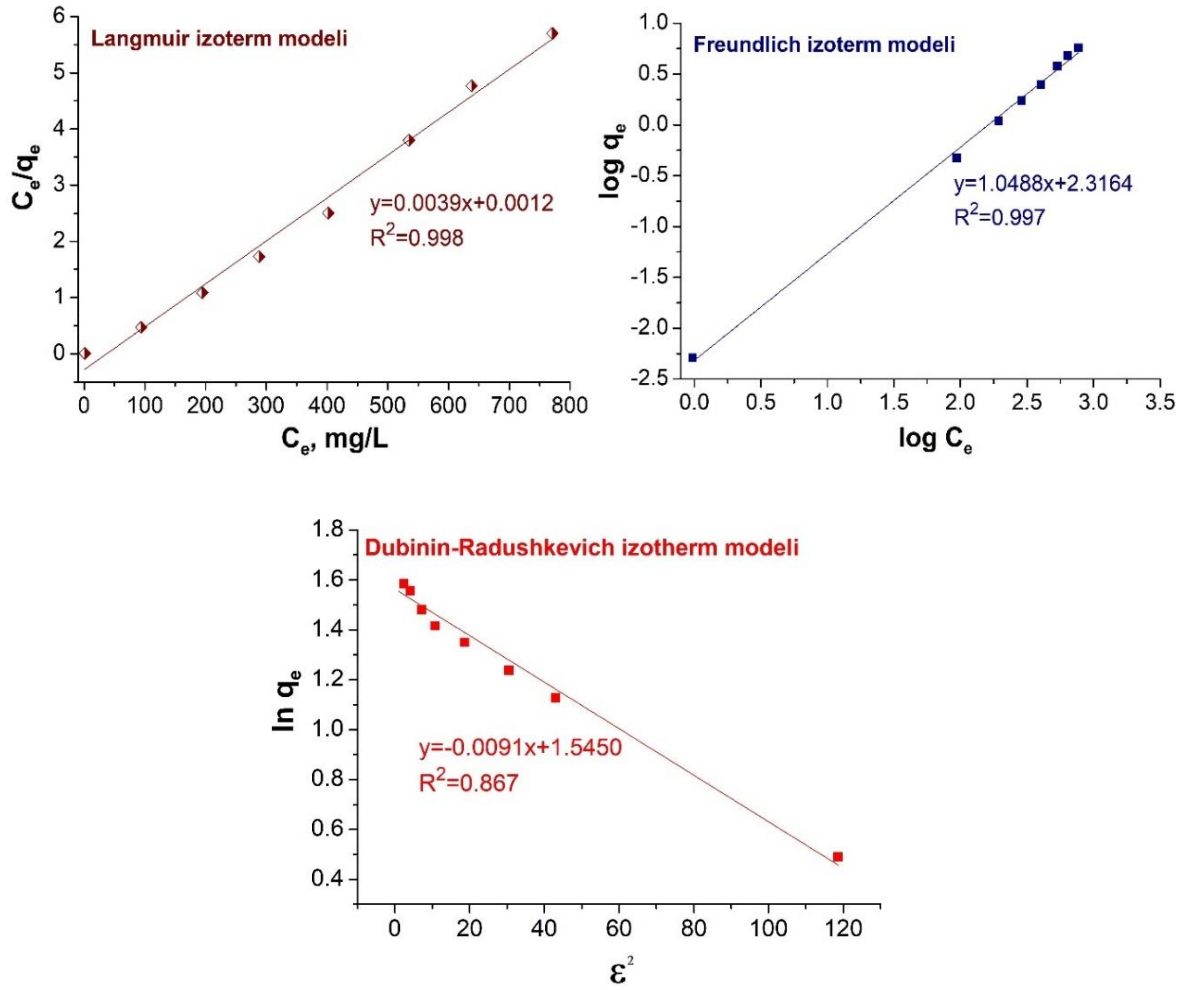 Langmuir izoterm modeli
C_e/q_e
6
5
4
3
2
1
0
y=0.0039x+0.0012
R²=0.998
0 100 200 300 400 500 600 700 800
C_e, mg/L
Freundlich izoterm modeli
log q_e
1.0
0.5
0.0
-0.5
-1.0
-1.5
-2.0
-2.5
y=1.0488x+2.3164
R²=0.997
0.0 0.5 1.0 1.5 2.0 2.5 3.0 3.5
log C_e
Dubinin-Radushkevich izotherm modeli
ln q_e
1.8
1.6
1.4
1.2
1.0
0.8
0.6
0.4
y=-0.0091x+1.5450
R²=0.867
0 20 40 60 80 100 120
ε²